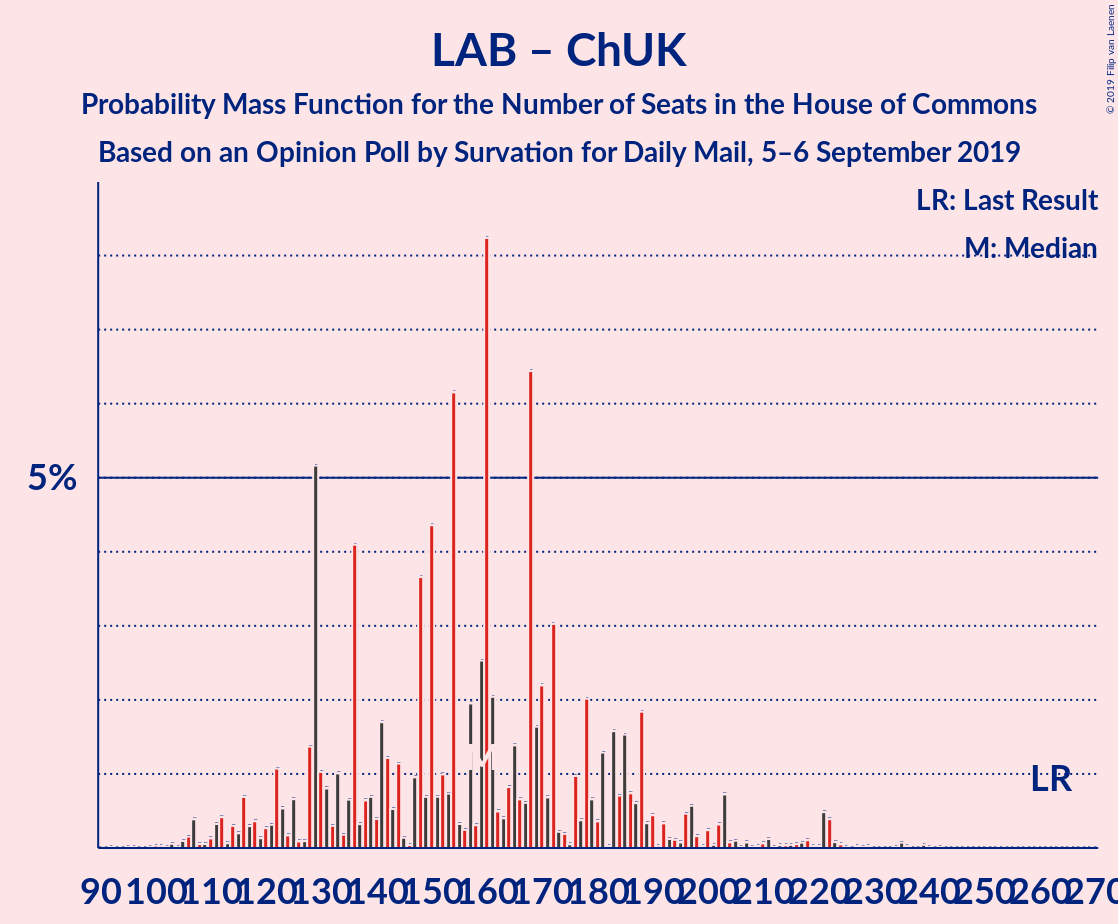 LAB – ChUK
Probability Mass Function for the Number of Seats in the House of Commons
Based on an Opinion Poll by Survation for Daily Mail, 5–6 September 2019
© 2019 Filip van Laenen
LR: Last Result
M: Median
5%
M
LR
90 100 110 120 130 140 150 160 170 180 190 200 210 220 230 240 250 260 270